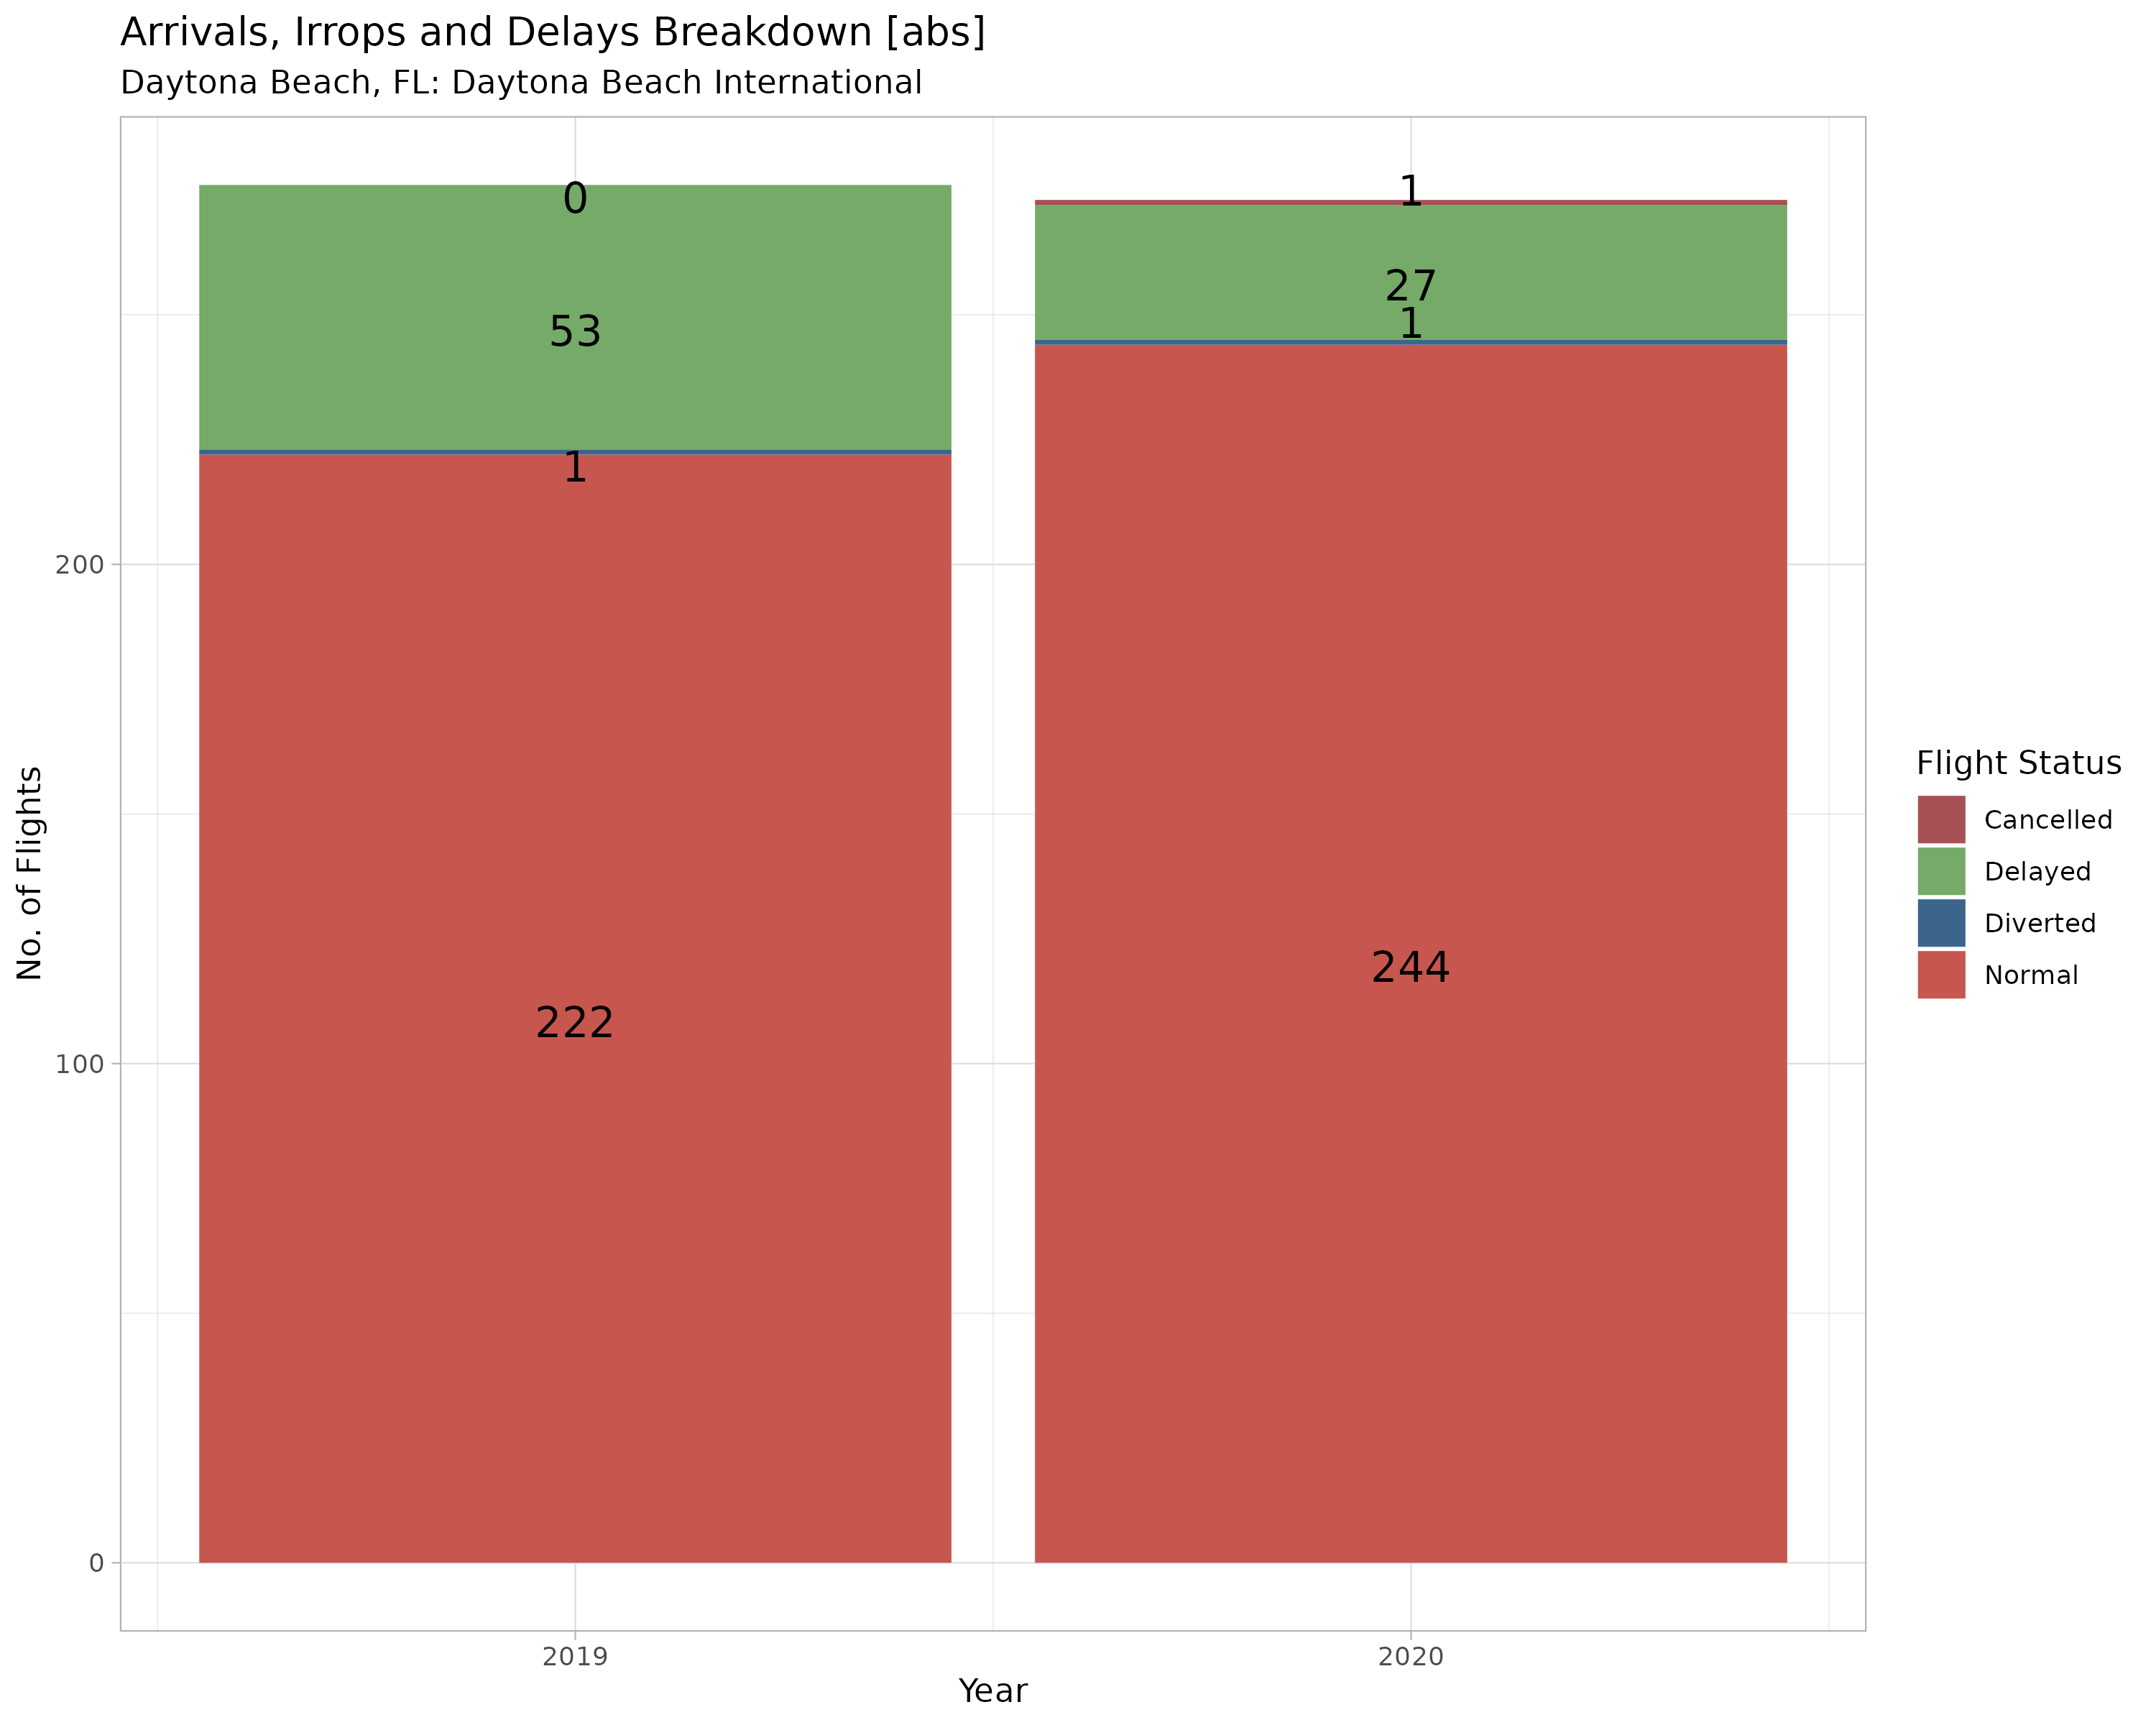 Arrivals, Irrops and Delays Breakdown [abs]
Daytona Beach, FL: Daytona Beach International
No. of Flights
200
100
0
0
53
1
222
1
27
1
244
2019
2020
Year
Flight Status
Cancelled
Delayed
Diverted
Normal